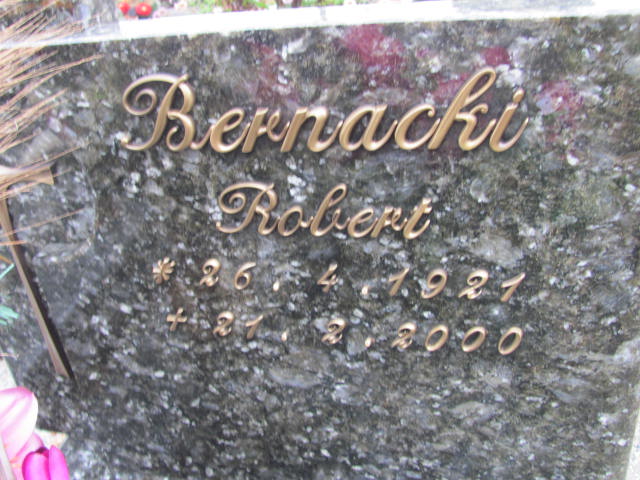 Bernacki
Robert
* 26. 4. 1921
+ 21. 2. 2000